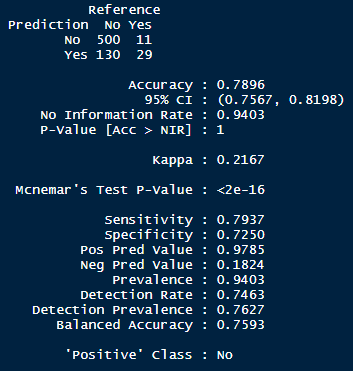 Reference
Prediction No Yes
No 500 11
Yes 130 29
Accuracy : 0.7896
95% CI : (0.7567, 0.8198)
No Information Rate : 0.9403
P-Value [Acc > NIR] : 1
Kappa : 0.2167
Mcnemar's Test P-Value : <2e-16
Sensitivity : 0.7937
Specificity : 0.7250
Pos Pred Value : 0.9785
Neg Pred Value : 0.1824
Prevalence : 0.9403
Detection Rate : 0.7463
Detection Prevalence : 0.7627
Balanced Accuracy : 0.7593
'Positive' Class : No